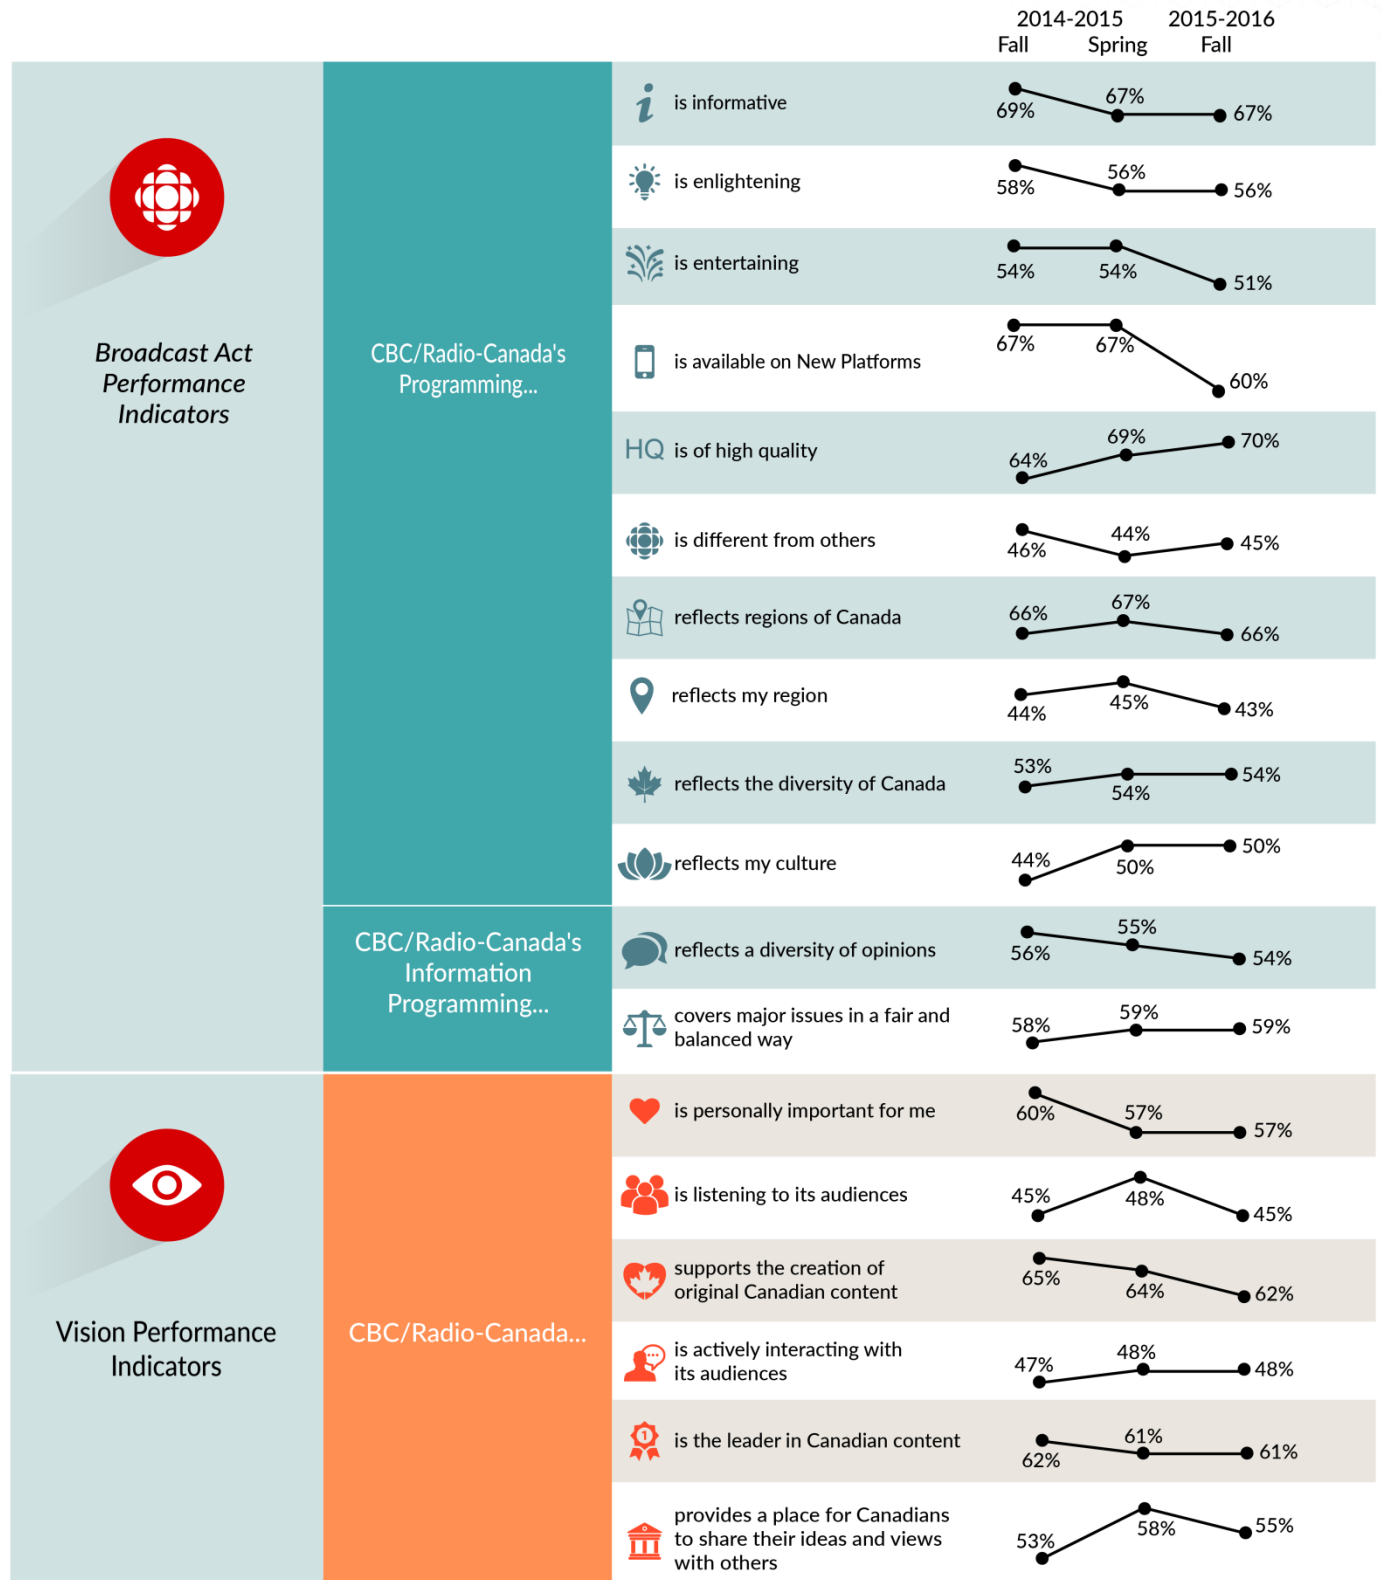 2014-2015 2015-2016
Fall Spring Fall
Broadcast Act
Performance
Indicators
CBC/Radio-Canada's
Programming...
is informative
69% 67% 67%
is enlightening
58% 56% 56%
is entertaining
54% 54% 51%
is available on New Platforms
67% 67% 60%
HQ is of high quality
64% 69% 70%
is different from others
46% 44% 45%
reflects regions of Canada
66% 67% 66%
reflects my region
44% 45% 43%
reflects the diversity of Canada
53% 54% 54%
reflects my culture
44% 50% 50%
CBC/Radio-Canada's
Information
Programming...
reflects a diversity of opinions
56% 55% 54%
covers major issues in a fair and
balanced way
58% 59% 59%
Vision Performance
Indicators
CBC/Radio-Canada...
is personally important for me
60% 57% 57%
is listening to its audiences
45% 48% 45%
supports the creation of
original Canadian content
65% 64% 62%
is actively interacting with
its audiences
47% 48% 48%
1
is the leader in Canadian content
62% 61% 61%
provides a place for Canadians
to share their ideas and views
with others
53% 58% 55%